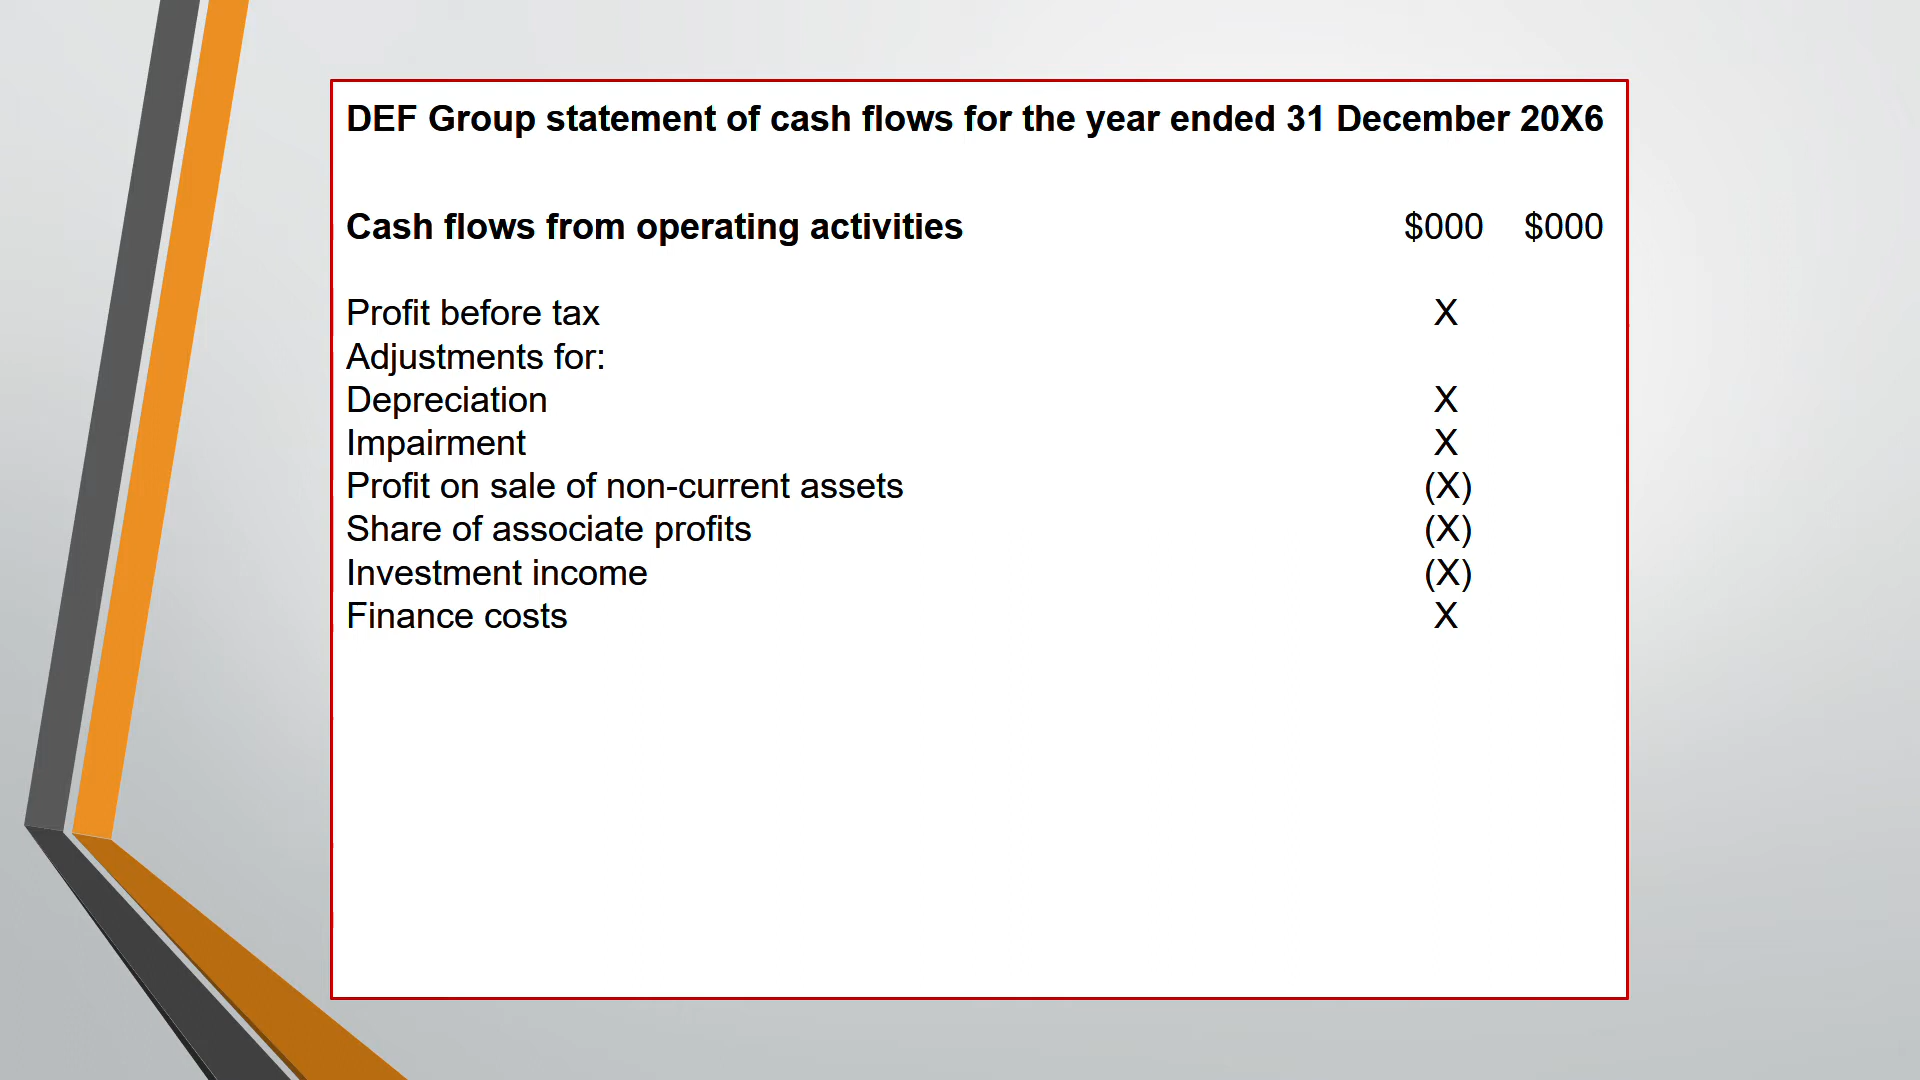 DEF Group statement of cash flows for the year ended 31 December 20X6
Cash flows from operating activities $000 $000
Profit before tax X
Adjustments for:
Depreciation X
Impairment X
Profit on sale of non-current assets (X)
Share of associate profits (X)
Investment income (X)
Finance costs X